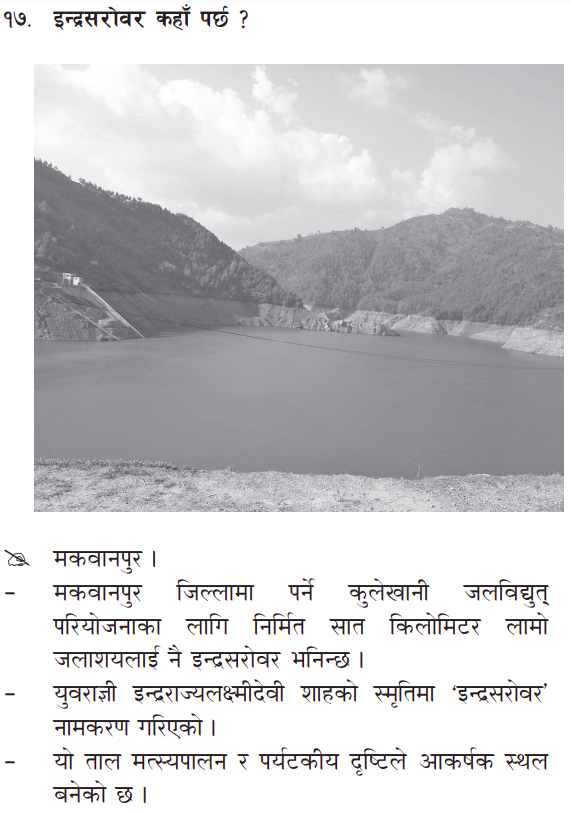 १७. इन्द्रसरोवर कहाँ पर्छ ?
✍ मकवानपुर ।
– मकवानपुर जिल्लामा पर्ने कुलेखानी जलविद्युत्
परियोजनाका लागि निर्मित सात किलोमिटर लामो
जलाशयलाई नै इन्द्रसरोवर भनिन्छ ।
– युवराज्ञी इन्द्रराज्यलक्ष्मीदेवी शाहको स्मृतिमा ‘इन्द्रसरोवर’
नामकरण गरिएको ।
– यो ताल मत्स्यपालन र पर्यटकीय दृष्टिले आकर्षक स्थल
बनेको छ ।